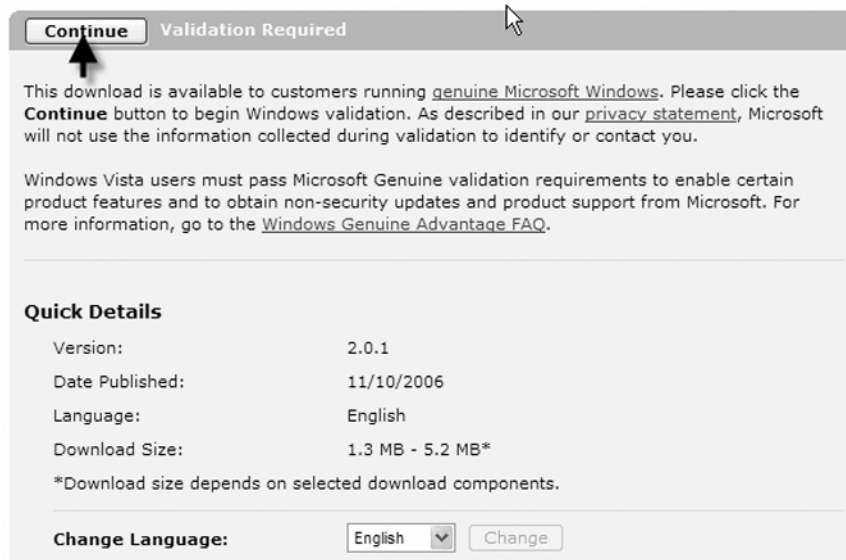 Continue Validation Required
This download is available to customers running genuine Microsoft Windows. Please click the
Continue button to begin Windows validation. As described in our privacy statement, Microsoft
will not use the information collected during validation to identify or contact you.
Windows Vista users must pass Microsoft Genuine validation requirements to enable certain
product features and to obtain non-security updates and product support from Microsoft. For
more information, go to the Windows Genuine Advantage FAQ.
Quick Details
Version: 2.0.1
Date Published: 11/10/2006
Language: English
Download Size: 1.3 MB - 5.2 MB*
*Download size depends on selected download components.
Change Language: English Change